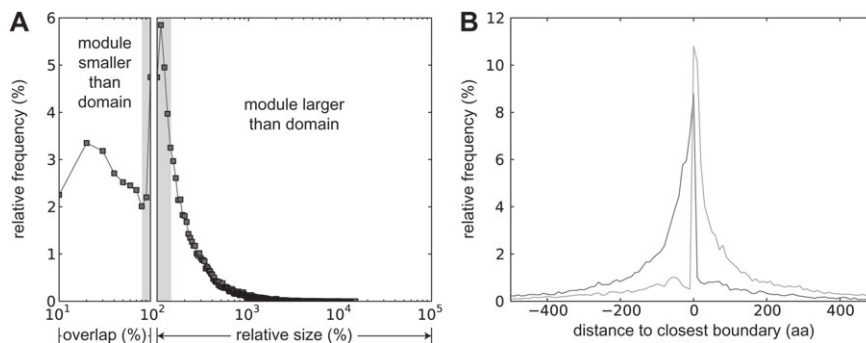 A
relative frequency (%)
6
5
4
3
2
1
0
module
smaller
than
domain
module larger
than domain
10^1 10^2 10^2 10^3 10^4 10^5
overlap (%) relative size (%)
B
relative frequency (%)
12
10
8
6
4
2
0
−400 −200 0 200 400
distance to closest boundary (aa)